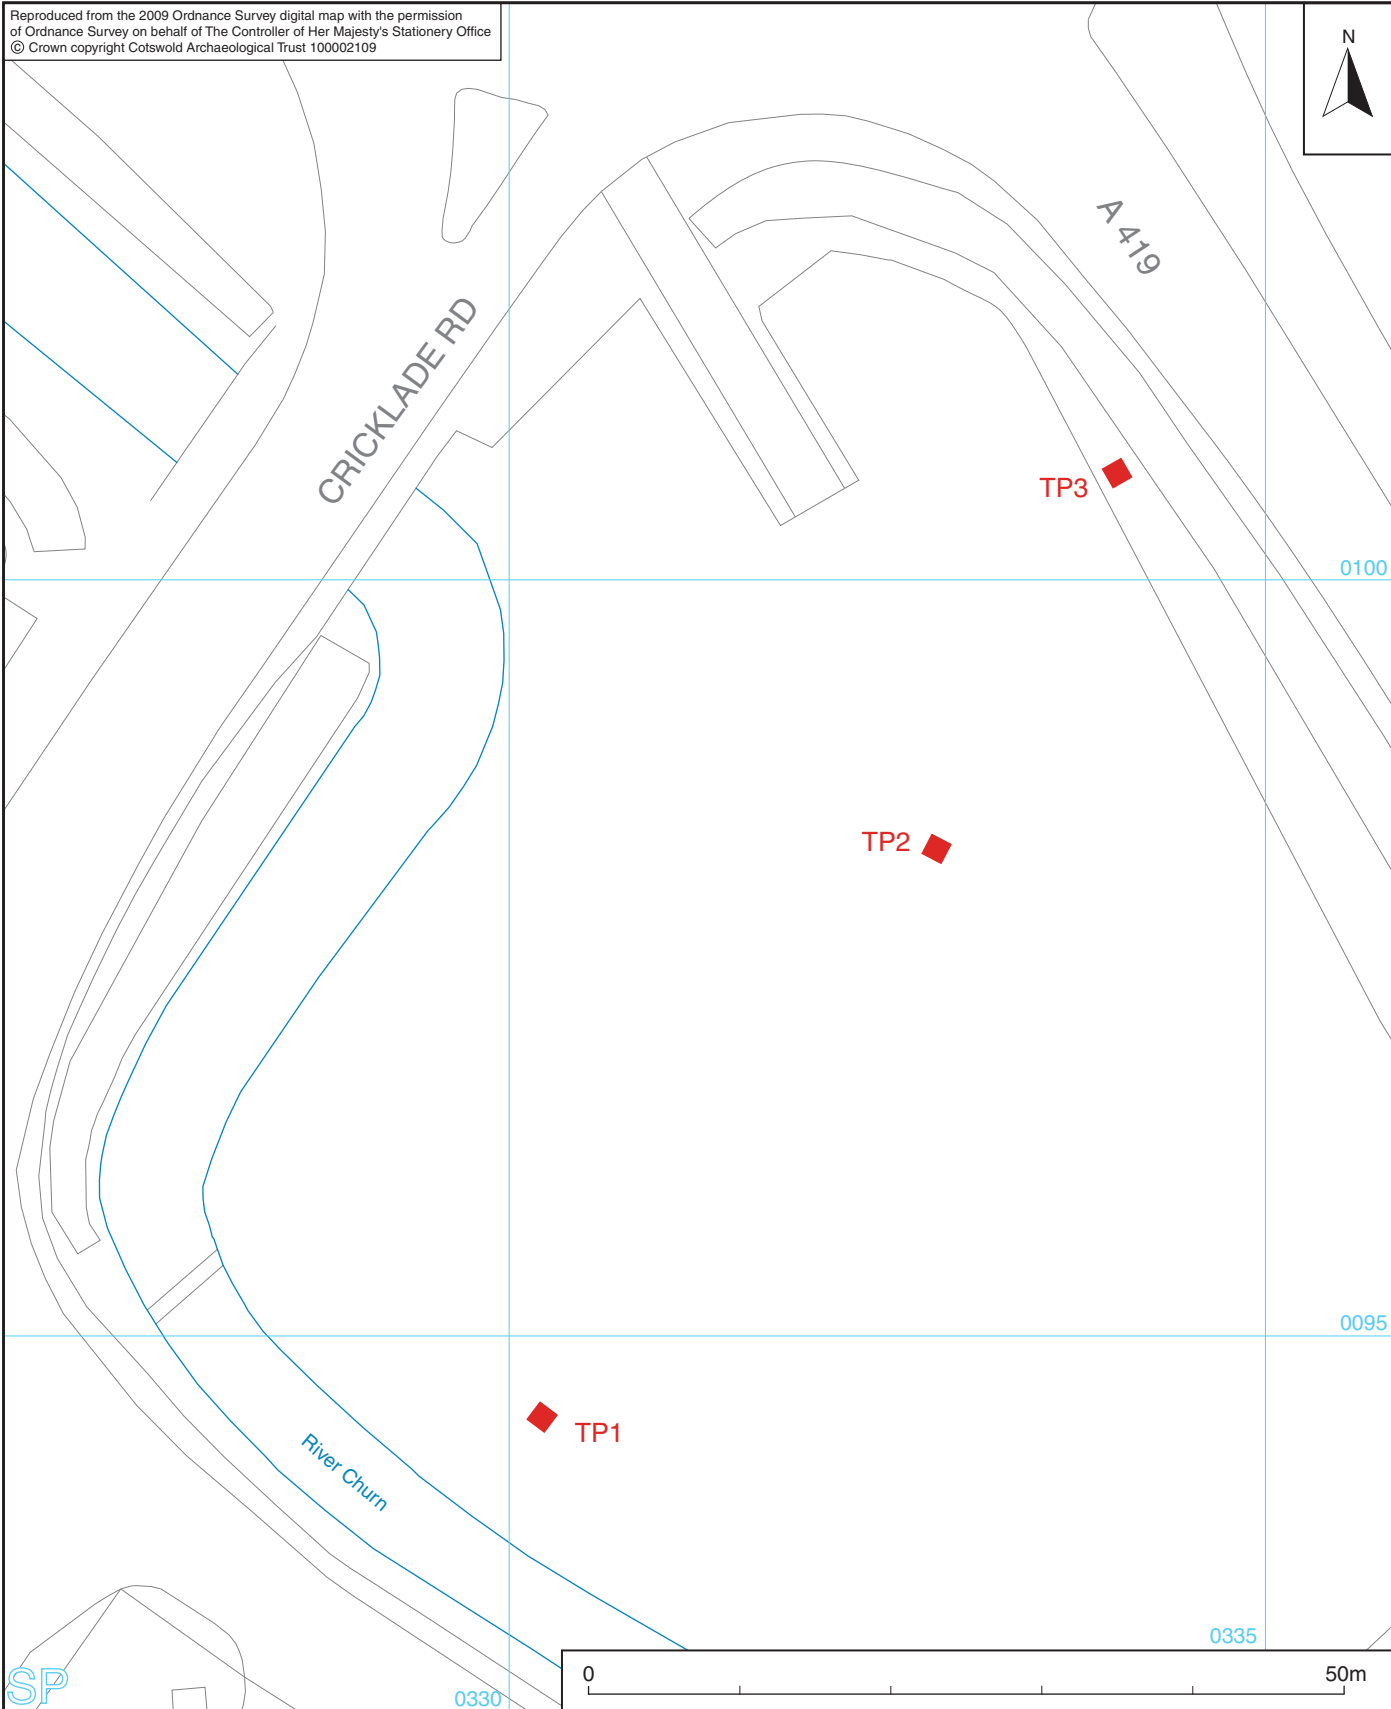 Reproduced from the 2009 Ordnance Survey digital map with the permission
of Ordnance Survey on behalf of The Controller of Her Majesty's Stationery Office
© Crown copyright Cotswold Archaeological Trust 100002109
N
A 419
CRICKLADE RD
TP3
0100
TP2
0095
TP1
River Churn
0335
SP
0330
0 50m